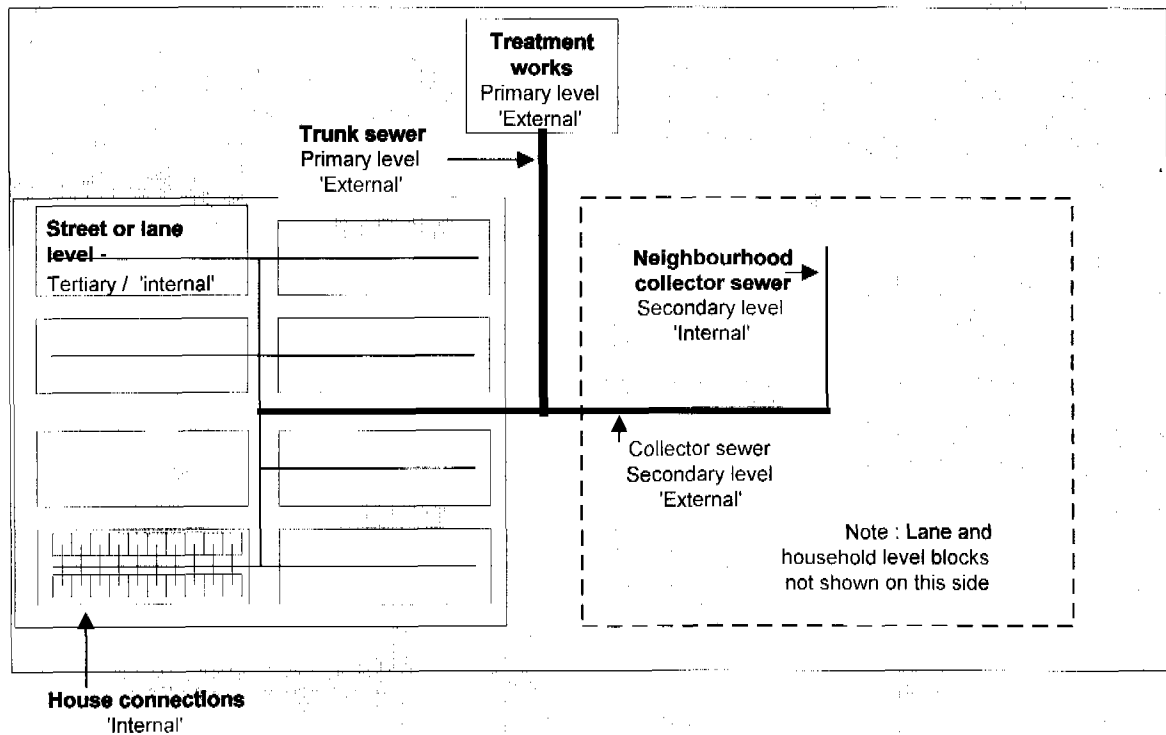 Treatment
works
Primary level
'External'
Trunk sewer
Primary level
'External'
Street or lane
level -
Tertiary / 'internal'
Neighbourhood
collector sewer
Secondary level
'Internal'
Collector sewer
Secondary level
'External'
Note : Lane and
household level blocks
not shown on this side
House connections
'Internal'